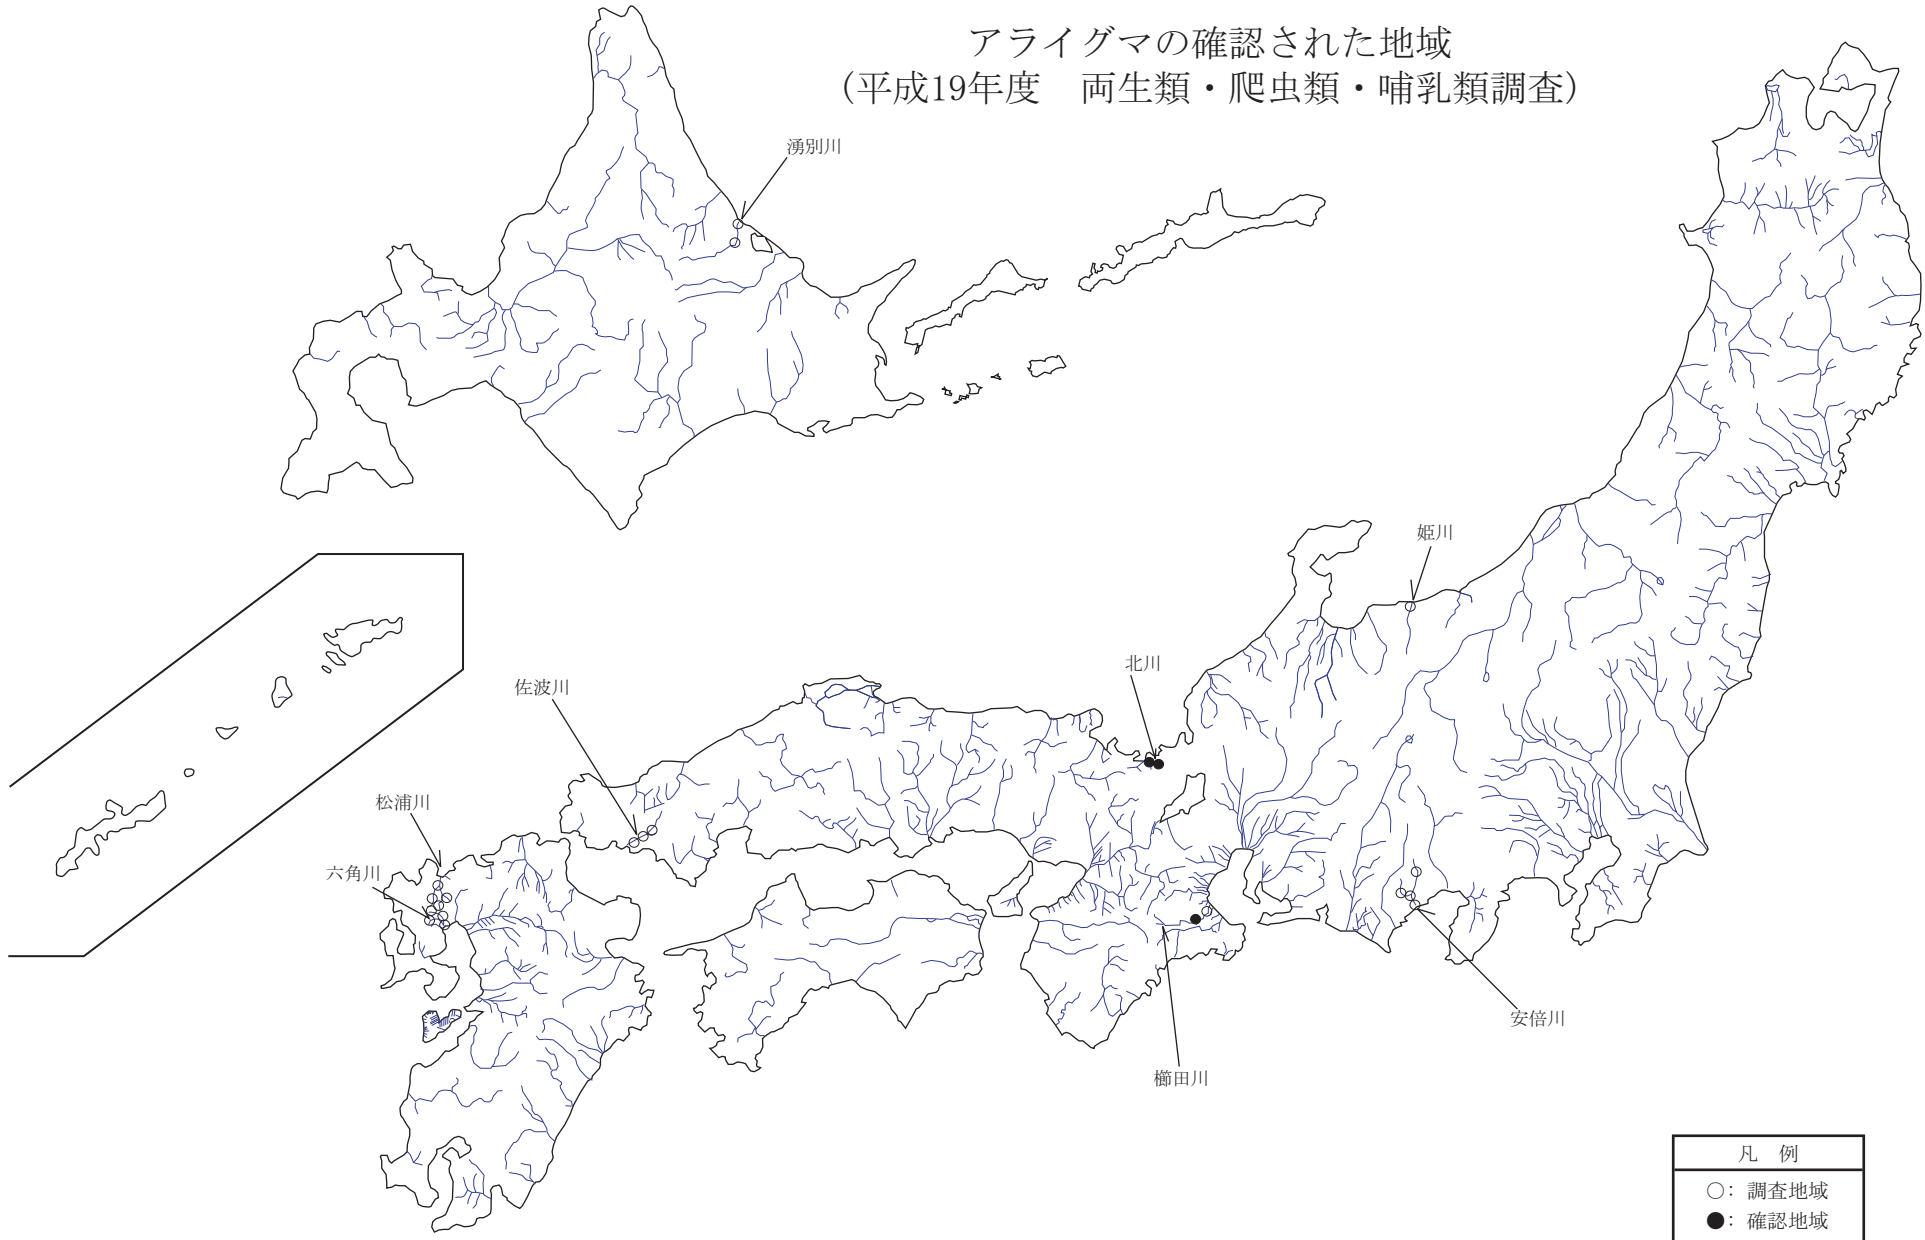 アライグマの確認された地域
(平成19年度　両生類・爬虫類・哺乳類調査)
湧別川
姫川
北川
佐波川
松浦川
六角川
安倍川
櫛田川
凡　例
○: 調査地域
●: 確認地域